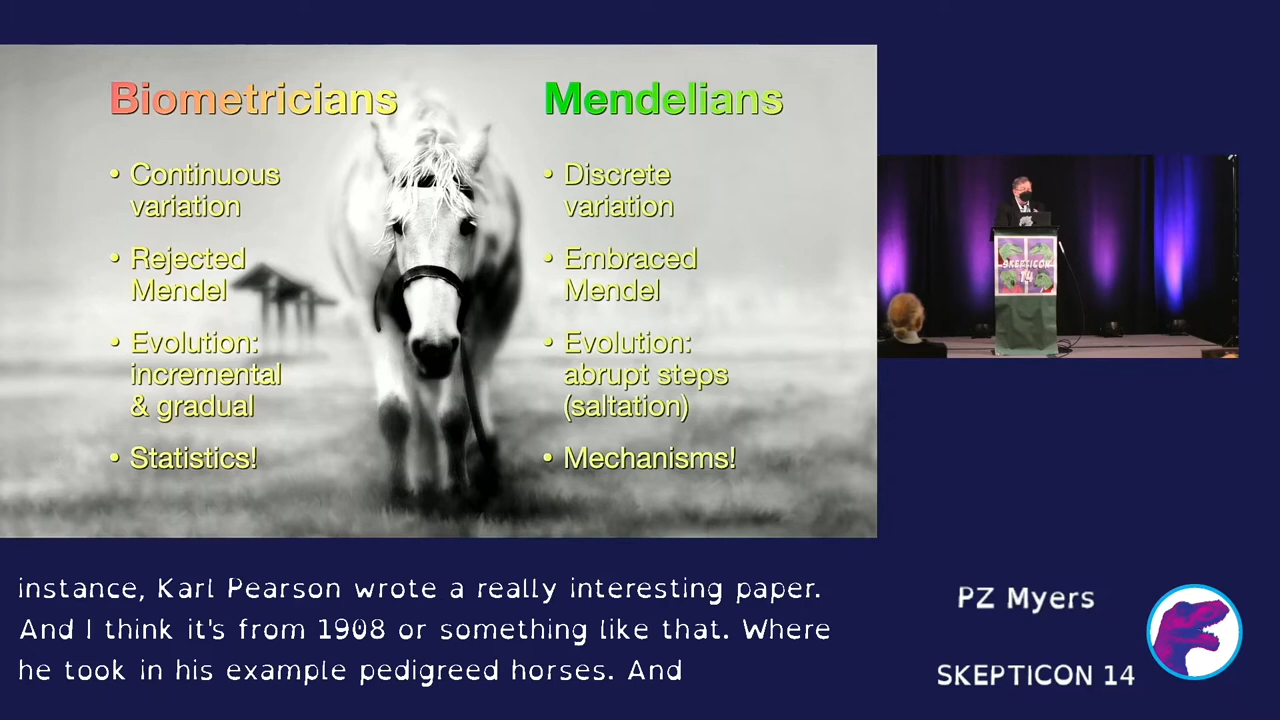 Biometricians
• Continuous
variation
• Rejected
Mendel
• Evolution:
incremental
& gradual
• Statistics!
Mendelians
• Discrete
variation
• Embraced
Mendel
• Evolution:
abrupt steps
(saltation)
• Mechanisms!
SKEPTICON
14
instance, Karl Pearson wrote a really interesting paper.
And I think it's from 1908 or something like that. Where
he took in his example pedigreed horses. And
PZ Myers
SKEPTICON 14